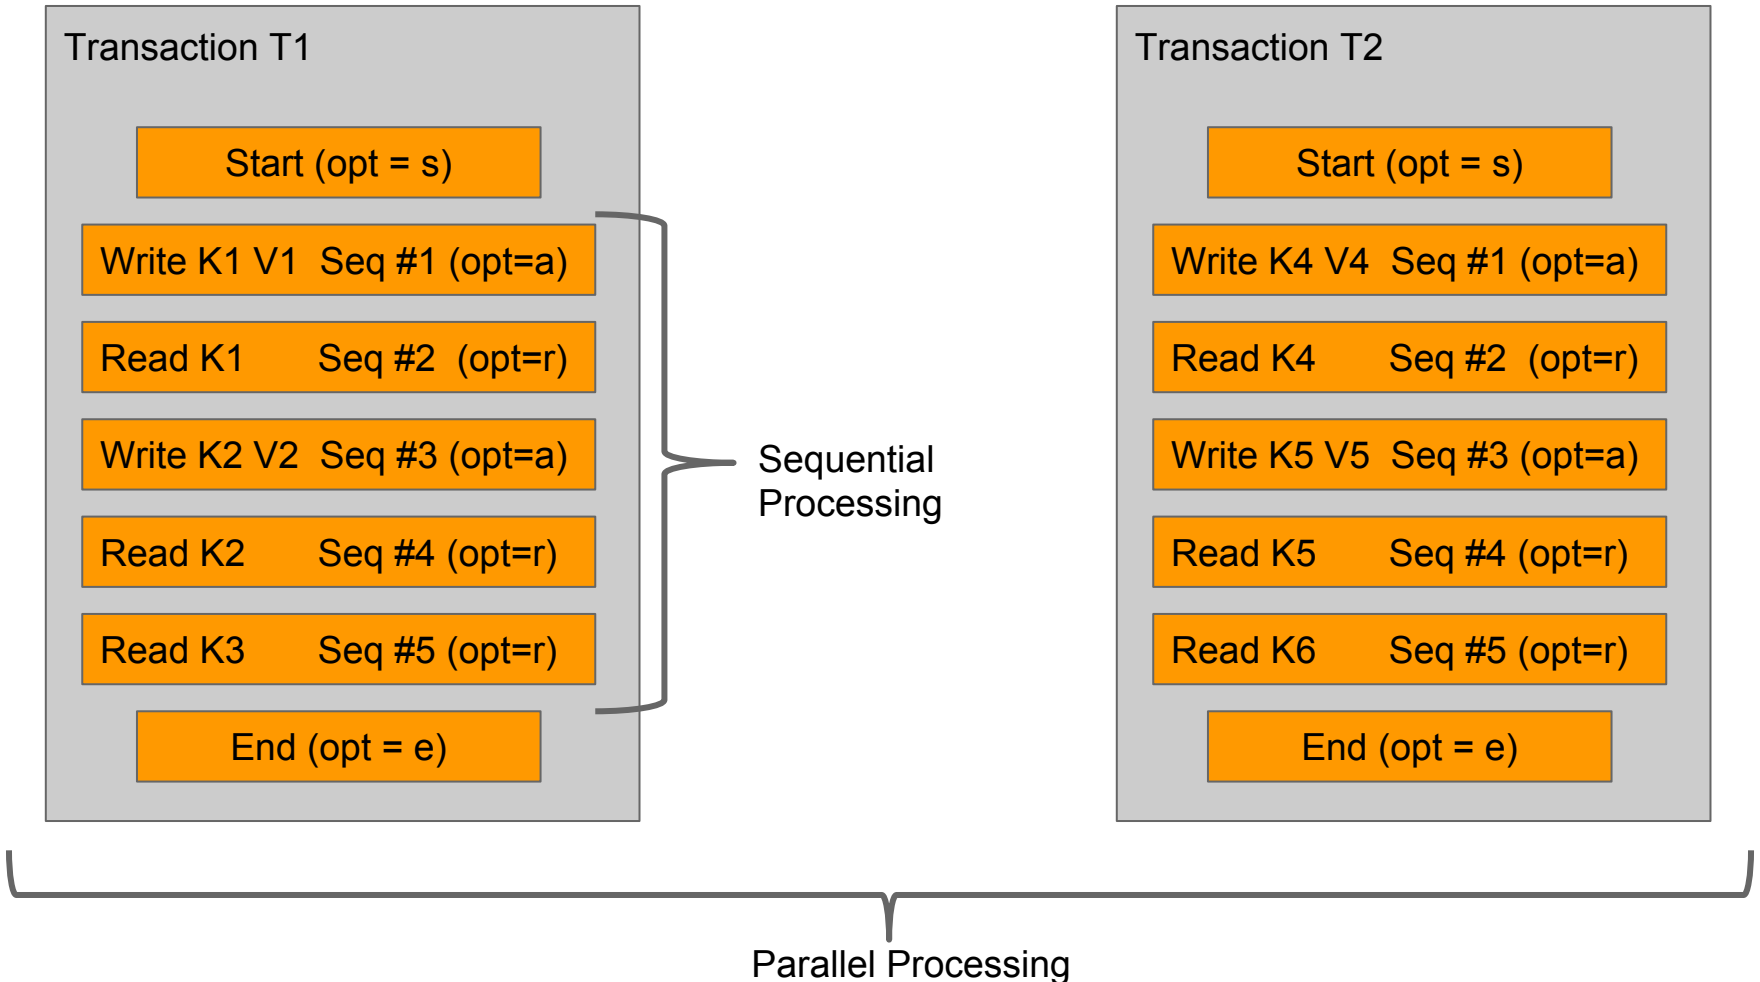 Transaction T1
Start (opt = s)
Write K1 V1 Seq #1 (opt=a)
Read K1 Seq #2 (opt=r)
Write K2 V2 Seq #3 (opt=a)
Read K2 Seq #4 (opt=r)
Read K3 Seq #5 (opt=r)
End (opt = e)
Sequential
Processing
Transaction T2
Start (opt = s)
Write K4 V4 Seq #1 (opt=a)
Read K4 Seq #2 (opt=r)
Write K5 V5 Seq #3 (opt=a)
Read K5 Seq #4 (opt=r)
Read K6 Seq #5 (opt=r)
End (opt = e)
Parallel Processing